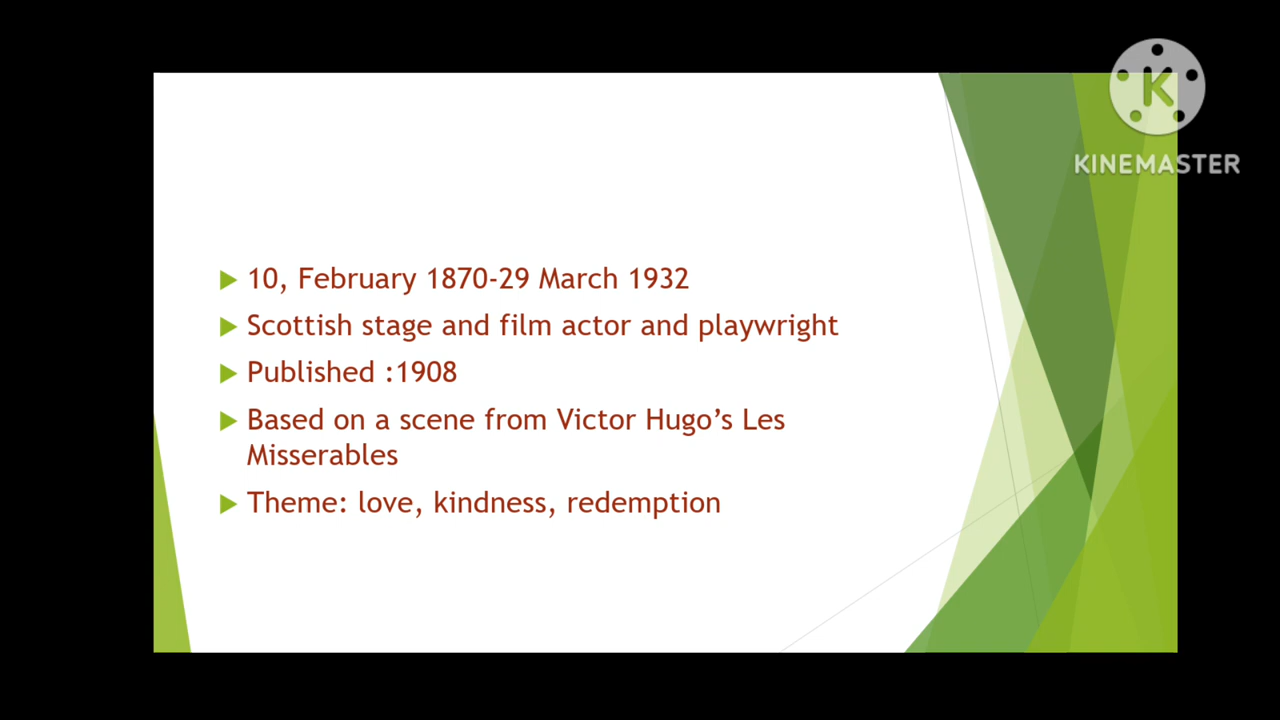 K
KINEMASTER
10, February 1870-29 March 1932
Scottish stage and film actor and playwright
Published :1908
Based on a scene from Victor Hugo’s Les
Misserables
Theme: love, kindness, redemption